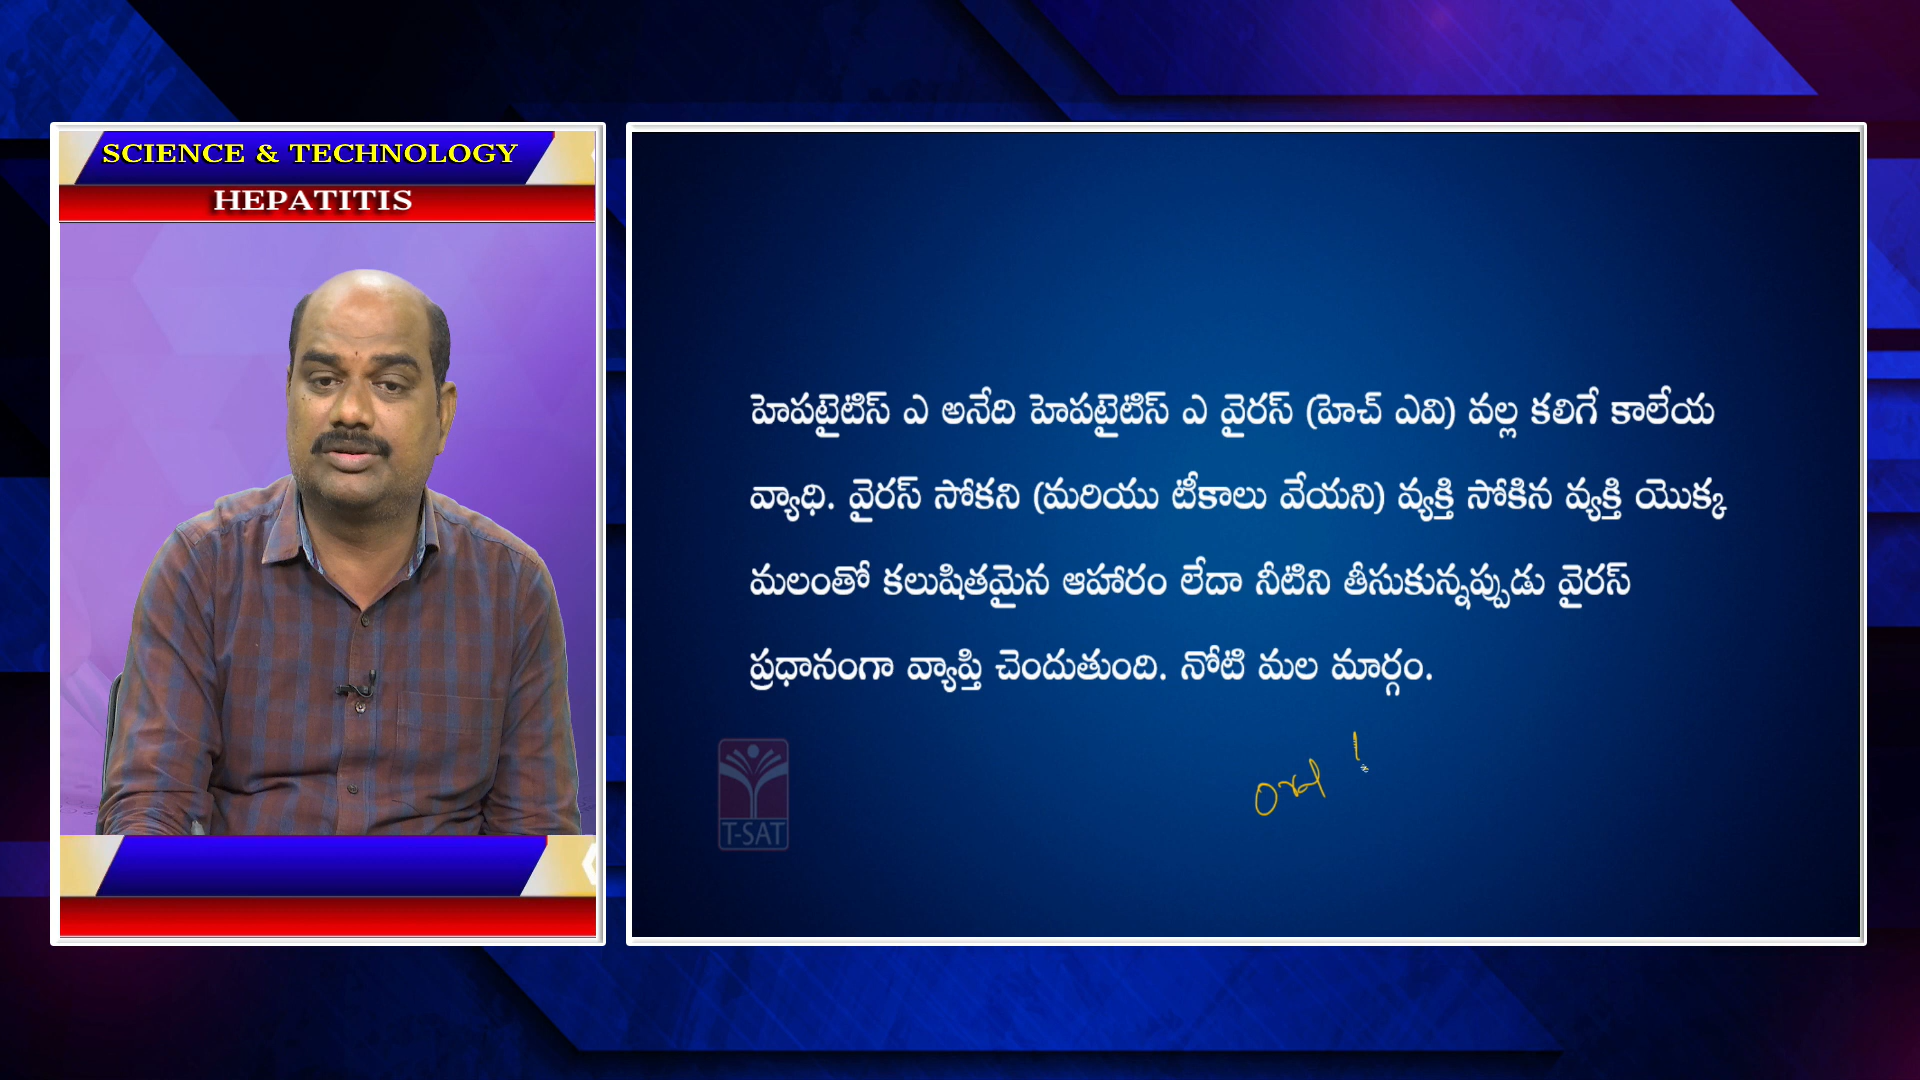 SCIENCE & TECHNOLOGY
HEPATITIS
హెపటైటిస్ ఎ అనేది హెపటైటిస్ ఎ వైరస్ (హెచ్ ఎవి) వల్ల కలిగే కాలేయ
వ్యాధి. వైరస్ సోకని (మరియు టీకాలు వేయని) వ్యక్తి సోకిన వ్యక్తి యొక్క
మలంతో కలుషితమైన ఆహారం లేదా నీటిని తీసుకున్నప్పుడు వైరస్
ప్రధానంగా వ్యాప్తి చెందుతుంది. నోటి మల మార్గం.
oral
T-SAT